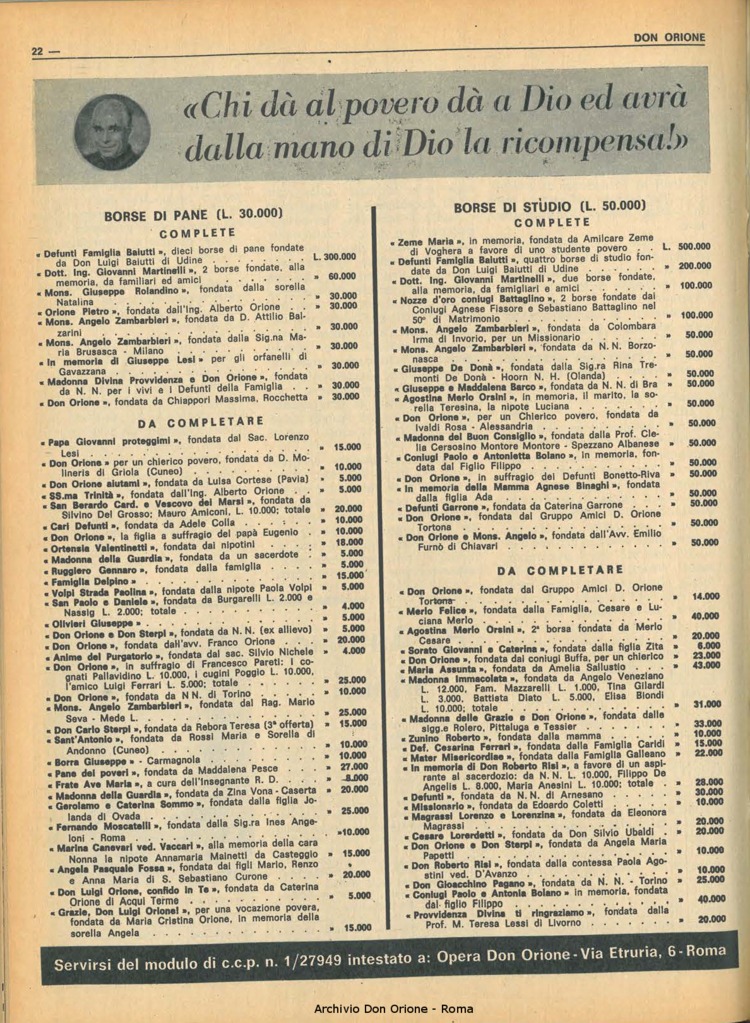 22 —
DON ORIONE
«Chi dà al povero dà a Dio ed avrà
dalla mano di Dio la ricompensa!»
BORSE DI PANE (L. 30.000)
COMPLETE
« Defunti Famiglia Baiutti », dieci borse di pane fondate
da Don Luigi Baiutti di Udine . . . . . L. 300.000
« Dott. Ing. Giovanni Martinelli », 2 borse fondate, alla
memoria, da familiari ed amici . . . . » 60.000
« Mons. Giuseppe Rolandino », fondata dalla sorella
Natalina . . . . . » 30.000
« Orione Pietro », fondata dall'Ing. Alberto Orione . . » 30.000
« Mons. Angelo Zambarbieri », fondata da D. Attilio Bal-
zarini . . . . . » 30.000
« Mons. Angelo Zambarbieri », fondata dalla Sig.na Ma-
ria Brusasca - Milano . . . . . » 30.000
« In memoria di Giuseppe Lesi » per gli orfanelli di
Gavazzana . . . . . » 30.000
« Madonna Divina Provvidenza e Don Orione », fondata
da N. N. per i vivi e i Defunti della Famiglia . . » 30.000
« Don Orione », fondata da Chiappori Massima, Rocchetta » 30.000
DA COMPLETARE
« Papa Giovanni proteggimi », fondata dal Sac. Lorenzo
Lesi . . . . . » 15.000
« Don Orione » per un chierico povero, fondata da D. Mo-
lineris di Griola (Cuneo) . . . . . » 10.000
« Don Orione aiutami », fondata da Luisa Cortese (Pavia) » 5.000
« SS.ma Trinità », fondata dall'Ing. Alberto Orione . . » 5.000
« San Berardo Card. e Vescovo dei Marsi », fondata da
Silvino Del Grosso; Mauro Amiconi, L. 10.000; totale » 20.000
« Cari Defunti », fondata da Adele Colla . . . . » 10.000
« Don Orione », la figlia a suffragio del papà Eugenio . » 10.000
« Ortensia Valentinetti », fondata dai nipotini . . . » 18.000
« Madonna della Guardia », fondata da un sacerdote . » 5.000
« Ruggiero Gennaro », fondata dalla famiglia . . . » 5.000
« Famiglia Delpino » . . . . . » 15.000
« Volpi Strada Paolina », fondata dalla nipote Paola Volpi » 5.000
« San Paolo e Daniele », fondata da Burgarelli L. 2.000 e
Nassig L. 2.000; totale . . . . . » 4.000
« Olivieri Giuseppe » . . . . . » 5.000
« Don Orione e Don Sterpi », fondata da N. N. (ex allievo) » 5.000
« Don Orione », fondata dall'avv. Franco Orione . . . » 20.000
« Anime del Purgatorio », fondata dal sac. Silvio Nichele » 4.000
« Don Orione », in suffragio di Francesco Pareti: i co-
gnati Pallavidino L. 10.000, i cugini Poggio L. 10.000,
l'amico Luigi Ferrari L. 5.000; totale . . . . » 25.000
« Don Orione », fondata da N. N. di Torino . . . » 10.000
« Mons. Angelo Zambarbieri », fondata dal Rag. Mario
Seva - Mede L. . . . . . » 25.000
« Don Carlo Sterpi », fondata da Rebora Teresa (3ª offerta) » 15.000
« Sant'Antonio », fondata da Rossi Maria e Sorella di
Andonno (Cuneo) . . . . . » 10.000
« Borra Giuseppe » - Carmagnola . . . . » 10.000
« Pane dei poveri », fondata da Maddalena Pesce . . » 27.000
« Frate Ave Maria », a cura dell'Insegnante R. D. . . » 8.000
« Madonna della Guardia », fondata da Zina Vona - Caserta » 20.000
« Gerolamo e Caterina Sommo », fondata dalla figlia Jo-
landa di Ovada . . . . . » 25.000
« Fernando Moscatelli », fondata dalla Sig.ra Ines Ange-
loni - Roma . . . . . » 10.000
« Marina Canevari ved. Vaccari », alla memoria della cara
Nonna la nipote Annamaria Mainetti da Casteggio » 15.000
« Angela Pasquale Fossa », fondata dai figli Mario, Renzo
e Anna Maria di S. Sebastiano Curone . . . » 20.000
« Don Luigi Orione, confido in Te », fondata da Caterina
Orione di Acqui Terme . . . . . » 5.000
« Grazie, Don Luigi Orione! », per una vocazione povera,
fondata da Maria Cristina Orione, in memoria della
sorella Angela . . . . . » 15.000
BORSE DI STUDIO (L. 50.000)
COMPLETE
« Zeme Maria », in memoria, fondata da Amilcare Zeme
di Voghera a favore di uno studente povero . . L. 500.000
« Defunti Famiglia Balutti », quattro borse di studio fon-
date da Don Luigi Baiutti di Udine . . . . » 200.000
« Dott. Ing. Giovanni Martinelli », due borse fondate,
alla memoria, da famigliari e amici . . . . » 100.000
« Nozze d'oro coniugi Battaglino », 2 borse fondate dai
Coniugi Agnese Fissore e Sebastiano Battaglino nel
50° di Matrimonio . . . . . » 100.000
« Mons. Angelo Zambarbieri », fondata da Colombara
Irma di Invorio, per un Missionario . . . . » 50.000
« Mons. Angelo Zambarbieri », fondata da N. N. Borzo-
nasca . . . . . » 50.000
« Giuseppe De Donà » fondata dalla Sig.ra Rina Tre-
monti De Donà - Hoorn N. H. (Olanda) . . . » 50.000
« Giuseppe e Maddalena Barco », fondata da N. N. di Bra » 50.000
« Agostina Merlo Orsini », in memoria, il marito, la so-
rella Teresina, la nipote Luciana . . . . » 50.000
« Don Orione », per un Chierico povero, fondata da
Ivaldi Rosa - Alessandria . . . . . » 50.000
« Madonna del Buon Consiglio », fondata dalla Prof. Cle-
lia Cersosino Montore Montore - Spezzano Albanese » 50.000
« Coniugi Paolo e Antonietta Bolano », in memoria, fon-
data dal Figlio Filippo . . . . . » 50.000
« Don Orione », in suffragio dei Defunti Bonetto-Riva » 50.000
« In memoria della Mamma Agnese Binaghi », fondata
dalla figlia Ada . . . . . » 50.000
« Defunti Garrone », fondata da Caterina Garrone . . » 50.000
« Don Orione », fondata dal Gruppo Amici D. Orione
Tortona . . . . . » 50.000
« Don Orione e Mons. Angelo », fondata dall'Avv. Emilio
Furnò di Chiavari . . . . . » 50.000
DA COMPLETARE
« Don Orione », fondata dal Gruppo Amici D. Orione
Tortona . . . . . » 14.000
« Merlo Felice », fondata dalla Famiglia, Cesare e Lu-
ciana Merlo . . . . . » 40.000
« Agostina Merlo Orsini », 2ª borsa fondata da Merlo
Cesare . . . . . » 20.000
« Sorato Giovanni e Caterina », fondata dalla figlia Zita » 6.000
« Don Orione », fondata dai coniugi Buffa, per un chierico » 23.000
« Maria Assunta », fondata da Amelia Sallustio . . . » 43.000
« Madonna Immacolata », fondata da Angelo Veneziano
L. 12.000, Fam. Mazzarelli L. 1.000, Tina Gilardi
L. 3.000, Battista Diato L. 5.000, Elisa Biondi
L. 10.000; totale . . . . . » 31.000
« Madonna delle Grazie e Don Orione », fondata dalle
sigg.e Rolero, Pittaluga e Tessier . . . . » 33.000
« Zunino Roberto », fondata dalla mamma . . . » 10.000
« Def. Cesarina Ferrari », fondata dalla Famiglia Caridi » 15.000
« Mater Misericordiae », fondata dalla Famiglia Galleano » 22.000
« In memoria di Don Roberto Risi », a favore di un aspi-
rante al sacerdozio: da N. N. L. 10.000, Filippo De
Angelis L. 8.000, Maria Anesini L. 10.000; totale . » 28.000
« Defunti », fondata da N. N. di Arnesano . . . » 30.000
« Missionario », fondata da Edoardo Coletti . . . » 10.000
« Magrassi Lorenzo e Lorenzina », fondata da Eleonora
Magrassi . . . . . » 20.000
« Cesare Lorerdetti », fondata da Don Silvio Ubaldi . » 20.000
« Don Orione e Don Sterpi », fondata da Angela Maria
Papetti . . . . . » 10.000
« Don Roberto Risi », fondata dalla contessa Paola Ago-
stini ved. D'Avanzo . . . . . » 10.000
« Don Gioacchino Pagano », fondata da N. N. - Torino » 25.000
« Coniugi Paolo e Antonia Bolano » in memoria, fondata
dal figlio Filippo . . . . . » 40.000
« Provvidenza Divina ti ringraziamo », fondata dalla
Prof. M. Teresa Lessi di Livorno . . . . » 20.000
Servirsi del modulo di c.c.p. n. 1/27949 intestato a: Opera Don Orione - Via Etruria, 6 - Roma
Archivio Don Orione - Roma